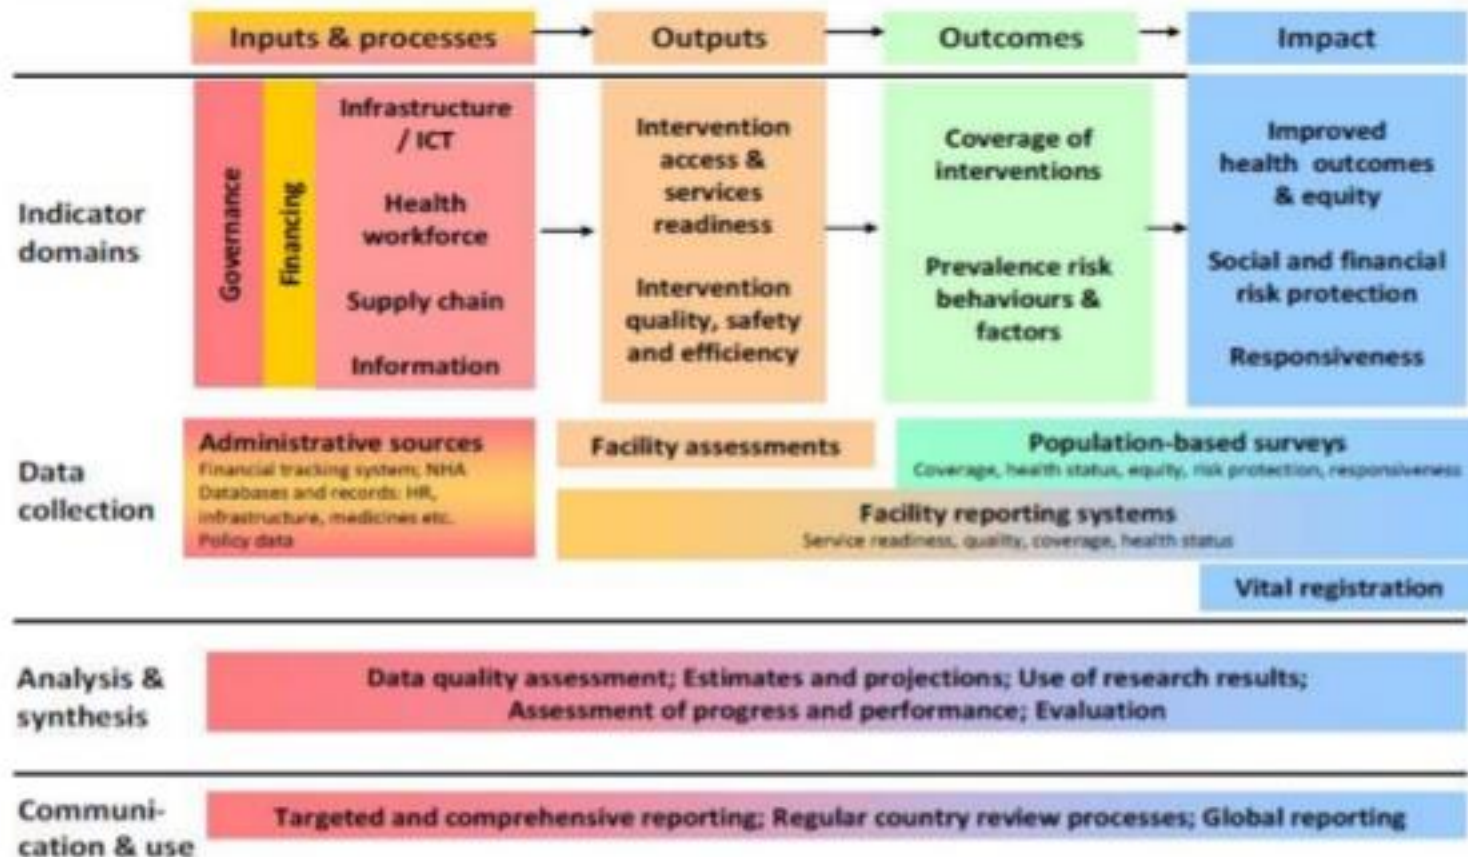 Inputs & processes
Outputs
Outcomes
Impact
Indicator
domains
Governance
Financing
Infrastructure
/ ICT
Health
workforce
Supply chain
Information
Intervention
access &
services
readiness
Intervention
quality, safety
and efficiency
Coverage of
interventions
Prevalence risk
behaviours &
factors
Improved
health outcomes
& equity
Social and financial
risk protection
Responsiveness
Data
collection
Administrative sources
Financial tracking system; NHA
Databases and records: HR,
infrastructure, medicines etc.
Policy data
Facility assessments
Population-based surveys
Coverage, health status, equity, risk protection, responsiveness
Facility reporting systems
Service readiness, quality, coverage, health status
Vital registration
Analysis &
synthesis
Data quality assessment; Estimates and projections; Use of research results;
Assessment of progress and performance; Evaluation
Communi-
cation & use
Targeted and comprehensive reporting; Regular country review processes; Global reporting